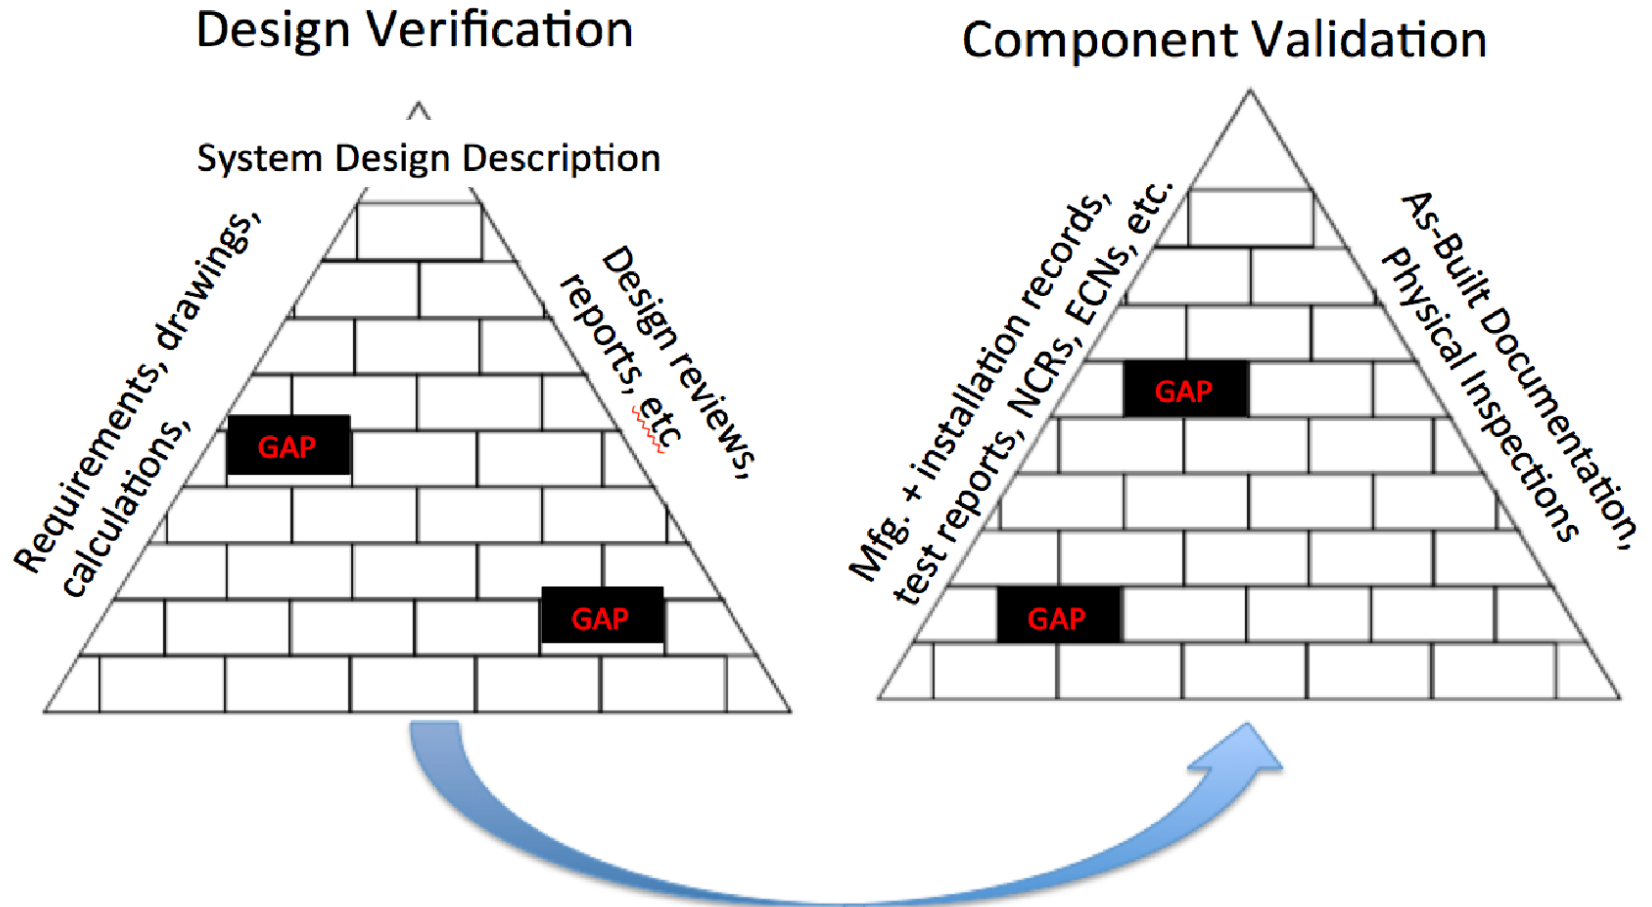 Design Verification
System Design Description
Requirements, drawings,
calculations,
Design reviews,
reports, etc
GAP
GAP
Component Validation
Mfg. + installation records,
test reports, NCRs, ECNs, etc.
As-Built Documentation,
Physical Inspections
GAP
GAP